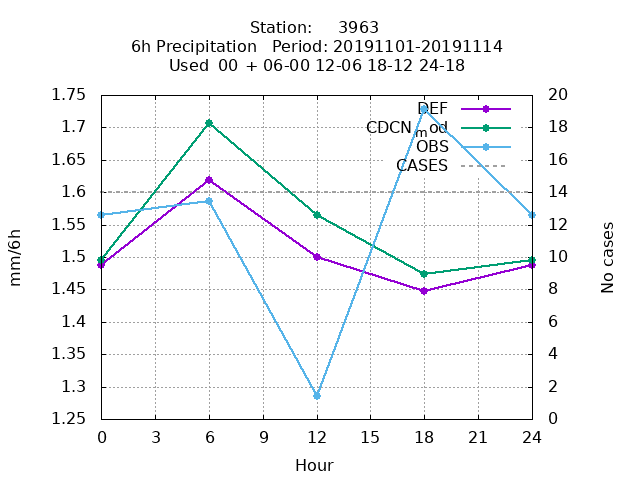 Station: 3963
6h Precipitation Period: 20191101-20191114
Used 00 + 06-00 12-06 18-12 24-18
1.75 20
DEF
1.7 18
CDCN_mod
OBS
1.65 16
CASES
1.6 14
1.55 12
1.5 10
1.45 8
1.4 6
1.35 4
1.3 2
1.25 0
mm/6h
No cases
0 3 6 9 12 15 18 21 24
Hour